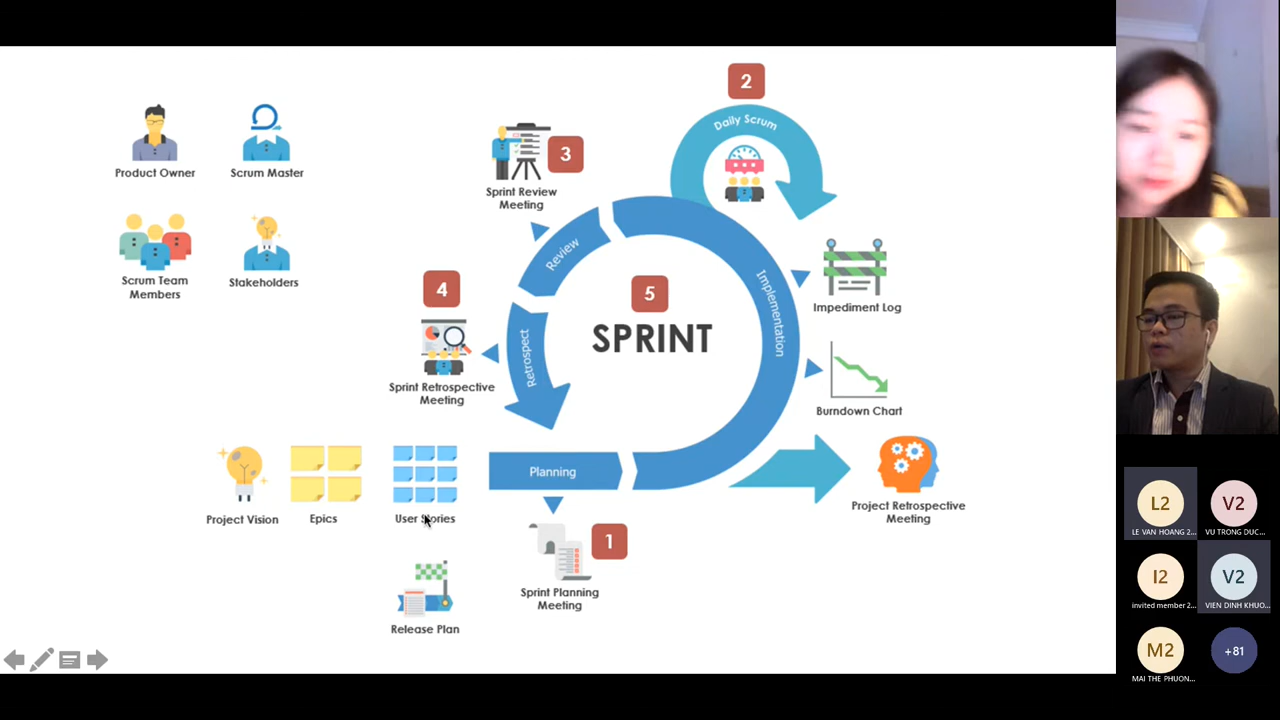 2
Daily Scrum
3
Product Owner
Scrum Master
Sprint Review
Meeting
Review
Implementation
Scrum Team
Members
Stakeholders
4
5
SPRINT
Impediment Log
Retrospect
Sprint Retrospective
Meeting
Burndown Chart
Planning
Project Vision
Epics
User Stories
Project Retrospective
Meeting
1
Sprint Planning
Meeting
Release Plan
L2
LE VAN HOANG 2...
V2
VU TRONG DUC...
I2
invited member 2...
V2
VIEN DINH KHUO...
M2
MAI THE PHUON...
+81